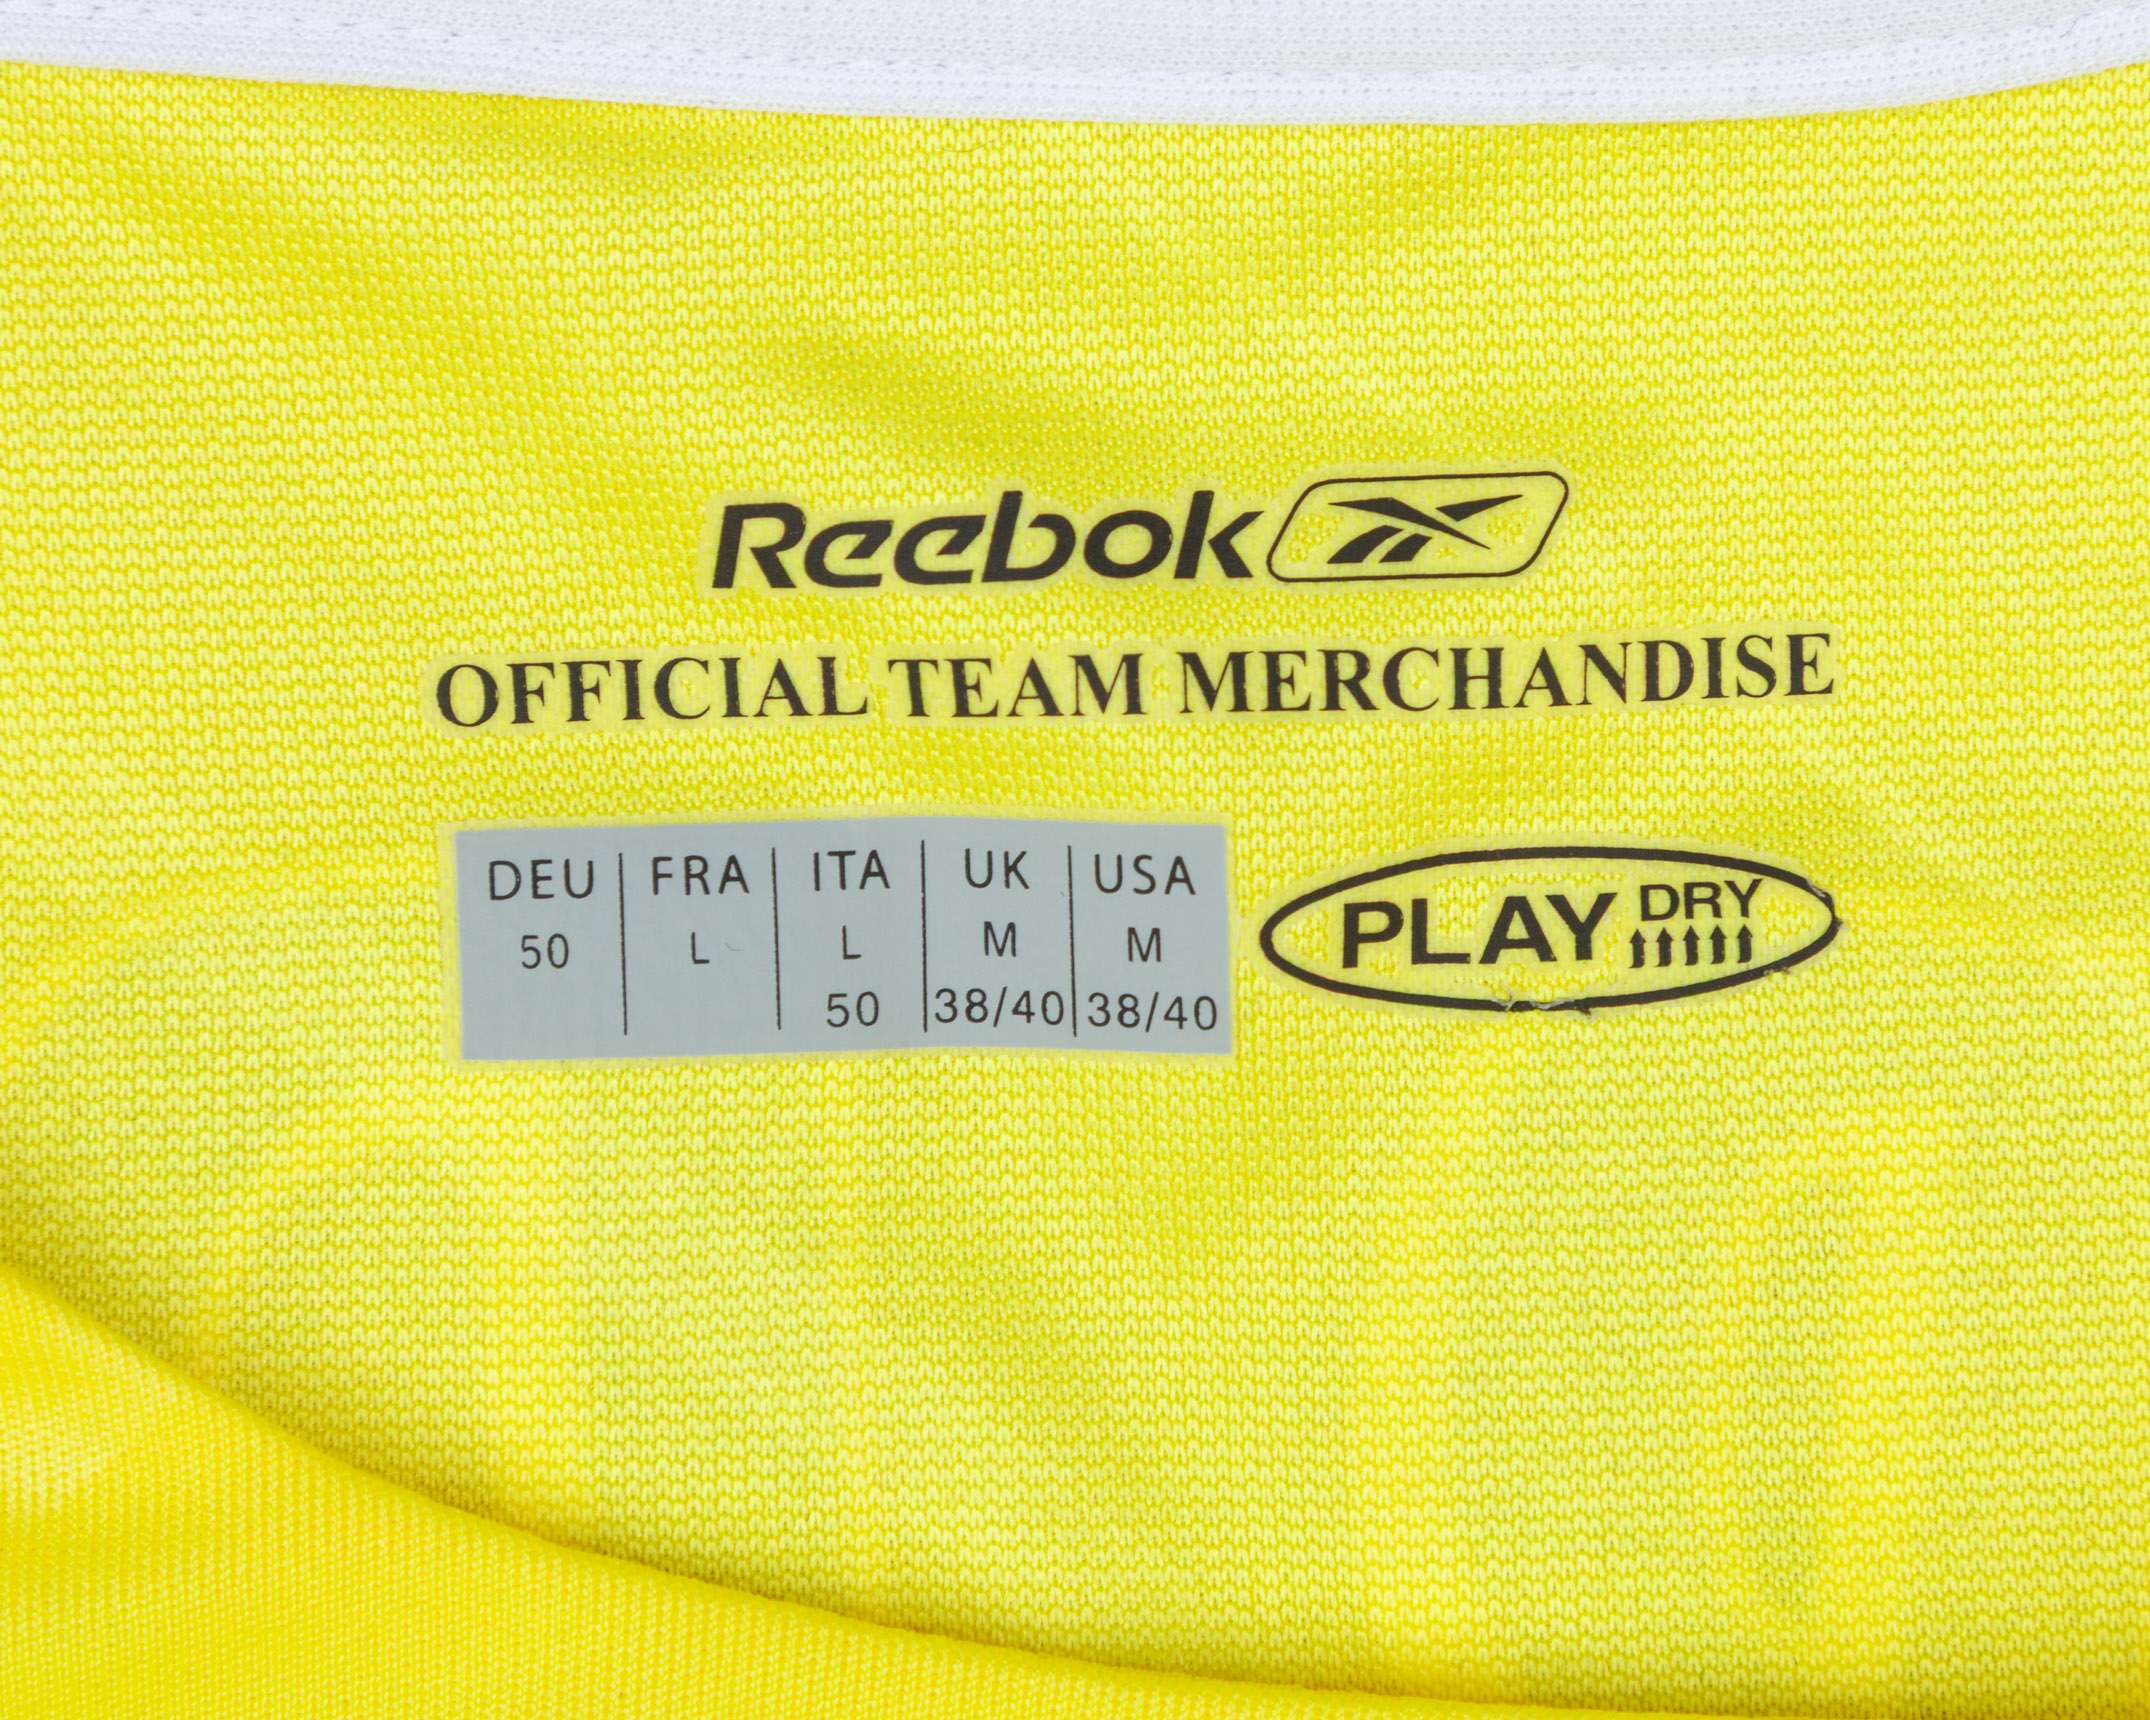 Reebok
OFFICIAL TEAM MERCHANDISE
DEU FRA ITA UK USA
50 L L M M
50 38/40 38/40
PLAY DRY